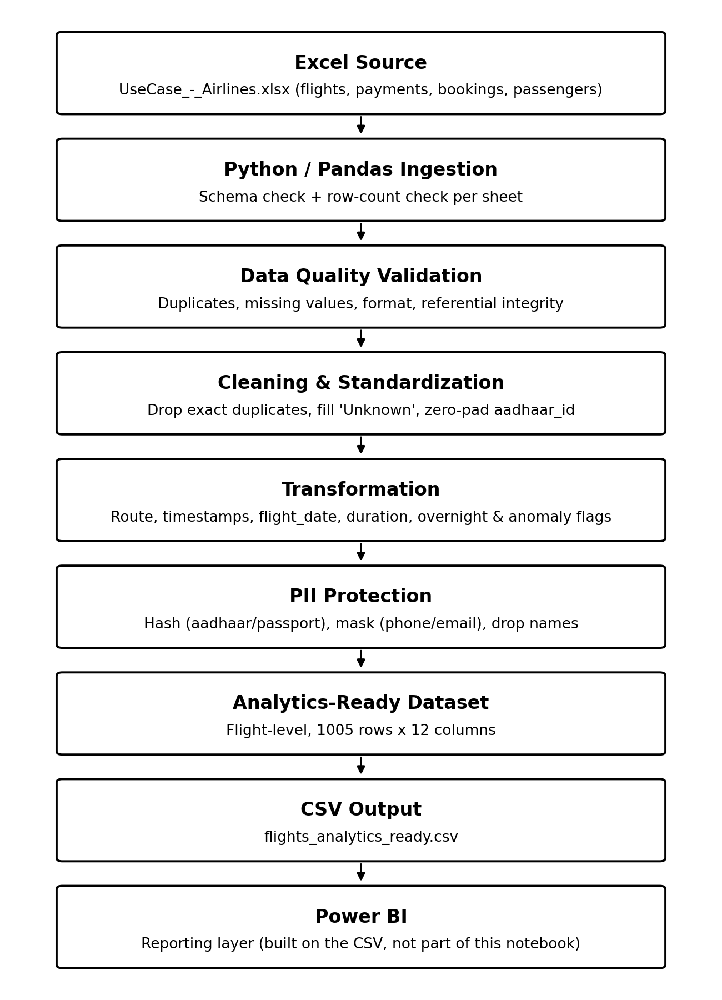 Excel Source
UseCase_-_Airlines.xlsx (flights, payments, bookings, passengers)
Python / Pandas Ingestion
Schema check + row-count check per sheet
Data Quality Validation
Duplicates, missing values, format, referential integrity
Cleaning & Standardization
Drop exact duplicates, fill 'Unknown', zero-pad aadhaar_id
Transformation
Route, timestamps, flight_date, duration, overnight & anomaly flags
PII Protection
Hash (aadhaar/passport), mask (phone/email), drop names
Analytics-Ready Dataset
Flight-level, 1005 rows x 12 columns
CSV Output
flights_analytics_ready.csv
Power BI
Reporting layer (built on the CSV, not part of this notebook)